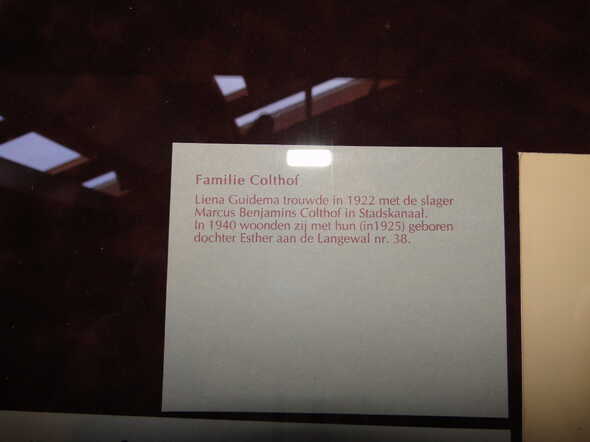 Familie Colthof
Liena Guidema trouwde in 1922 met de slager
Marcus Benjamins Colthof in Stadskanaal.
In 1940 woonden zij met hun (in1925) geboren
dochter Esther aan de Langewal nr. 38.